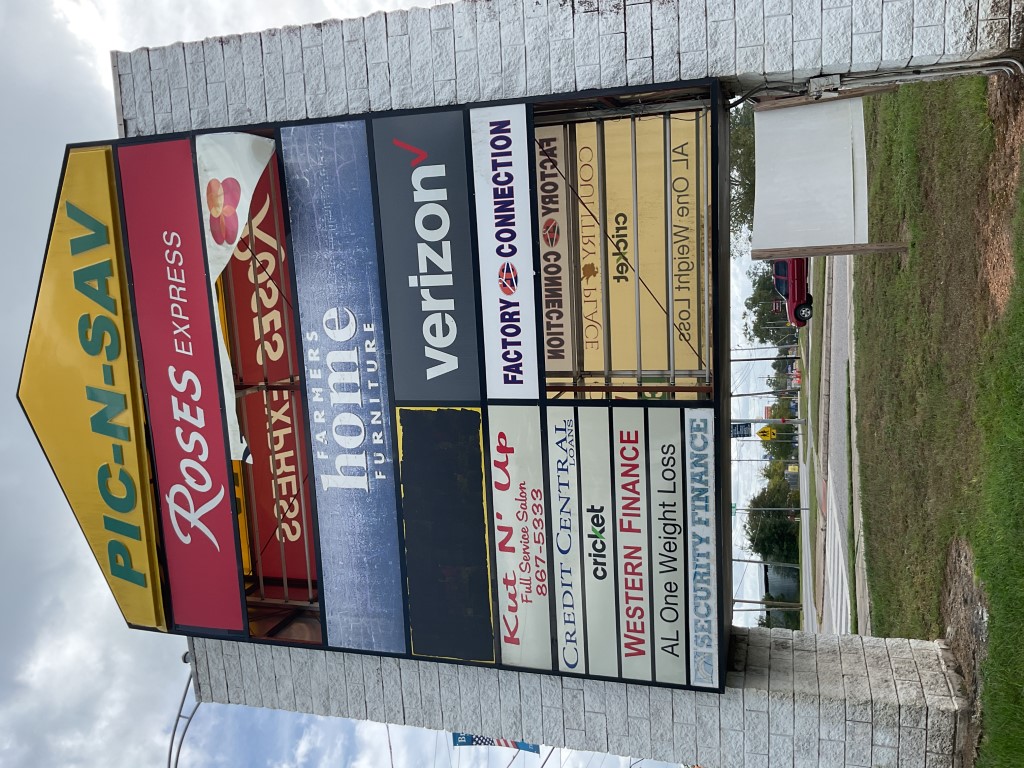 PIC-N-SAV
ROSES EXPRESS
ROSES EXPRESS
FARMERS
home
FURNITURE
verizon
FACTORY CONNECTION
FACTORY CONNECTION
COUNTRY PLACE
cricket
AL One Weight Loss
Kut N' Up
Full Service Salon
867-5333
CREDIT CENTRAL
LOANS
cricket
WESTERN FINANCE
AL One Weight Loss
SECURITY FINANCE